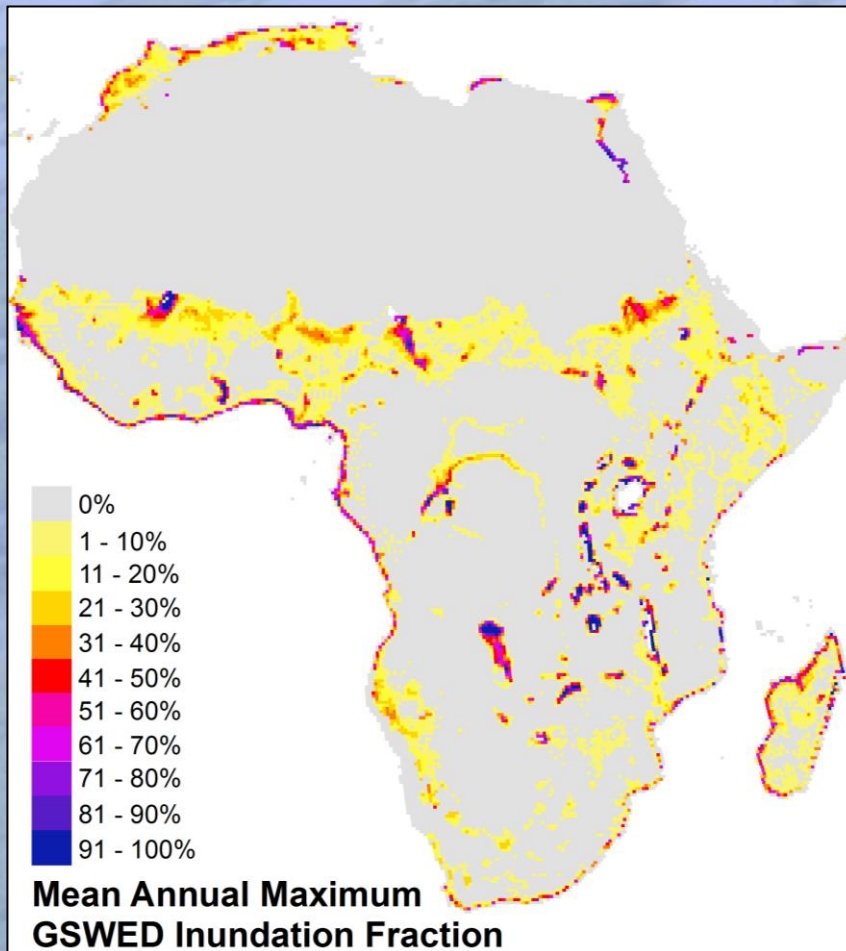 0%
1 - 10%
11 - 20%
21 - 30%
31 - 40%
41 - 50%
51 - 60%
61 - 70%
71 - 80%
81 - 90%
91 - 100%
Mean Annual Maximum
GSWED Inundation Fraction